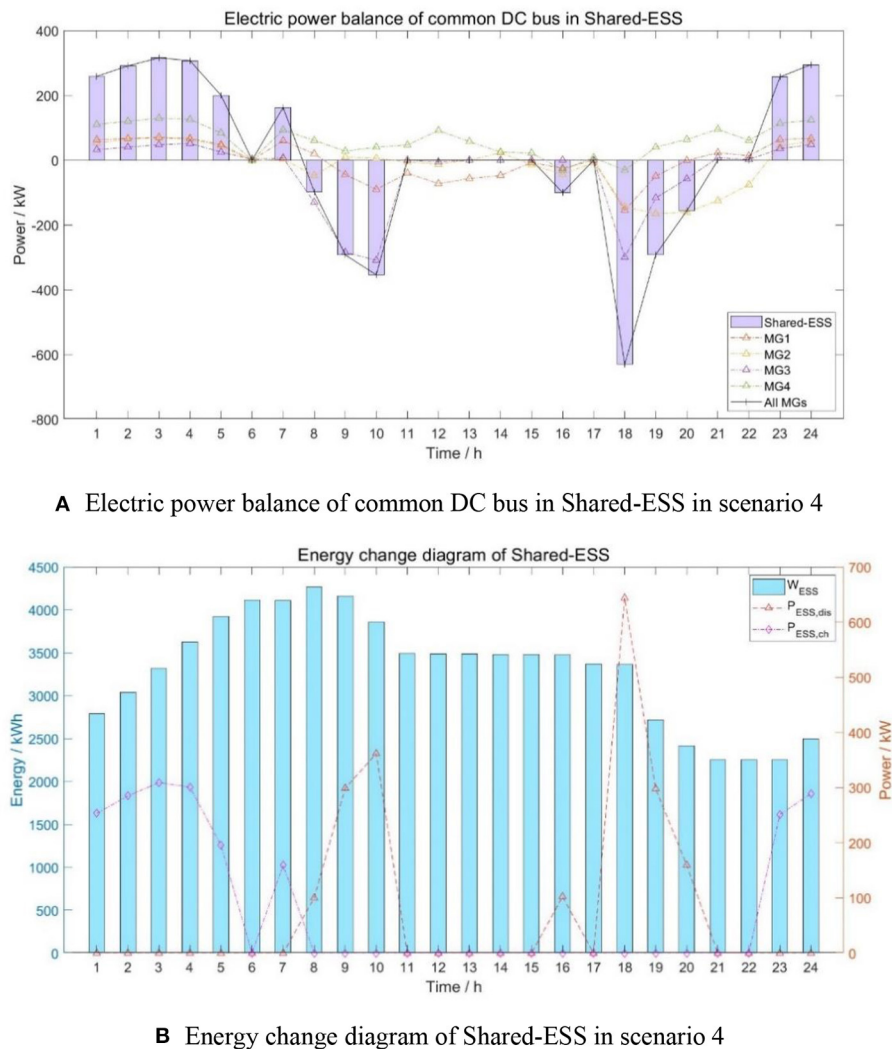 Electric power balance of common DC bus in Shared-ESS
400
200
0
-200
-400
-600
-800
Power / kW
Shared-ESS
MG1
MG2
MG3
MG4
All MGs
1 2 3 4 5 6 7 8 9 10 11 12 13 14 15 16 17 18 19 20 21 22 23 24
Time / h
A Electric power balance of common DC bus in Shared-ESS in scenario 4
Energy change diagram of Shared-ESS
4500
4000
3500
3000
2500
2000
1500
1000
500
0
Energy / kWh
W ESS
P ESS,dis
P ESS,ch
700
600
500
400
300
200
100
0
Power / kW
1 2 3 4 5 6 7 8 9 10 11 12 13 14 15 16 17 18 19 20 21 22 23 24
Time / h
B Energy change diagram of Shared-ESS in scenario 4